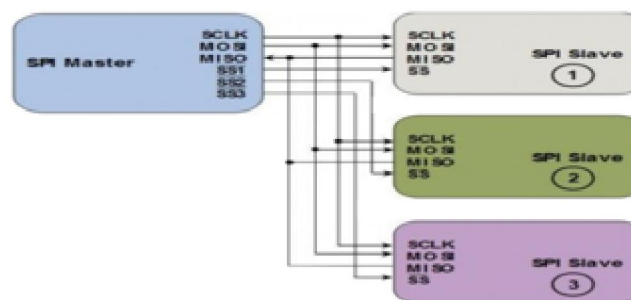 SPI Master
SCLK
MOSI
MISO
SS1
SS2
SS3
SCLK
MOSI
MISO
SS
SPI Slave
1
SCLK
MOSI
MISO
SS
SPI Slave
2
SCLK
MOSI
MISO
SS
SPI Slave
3